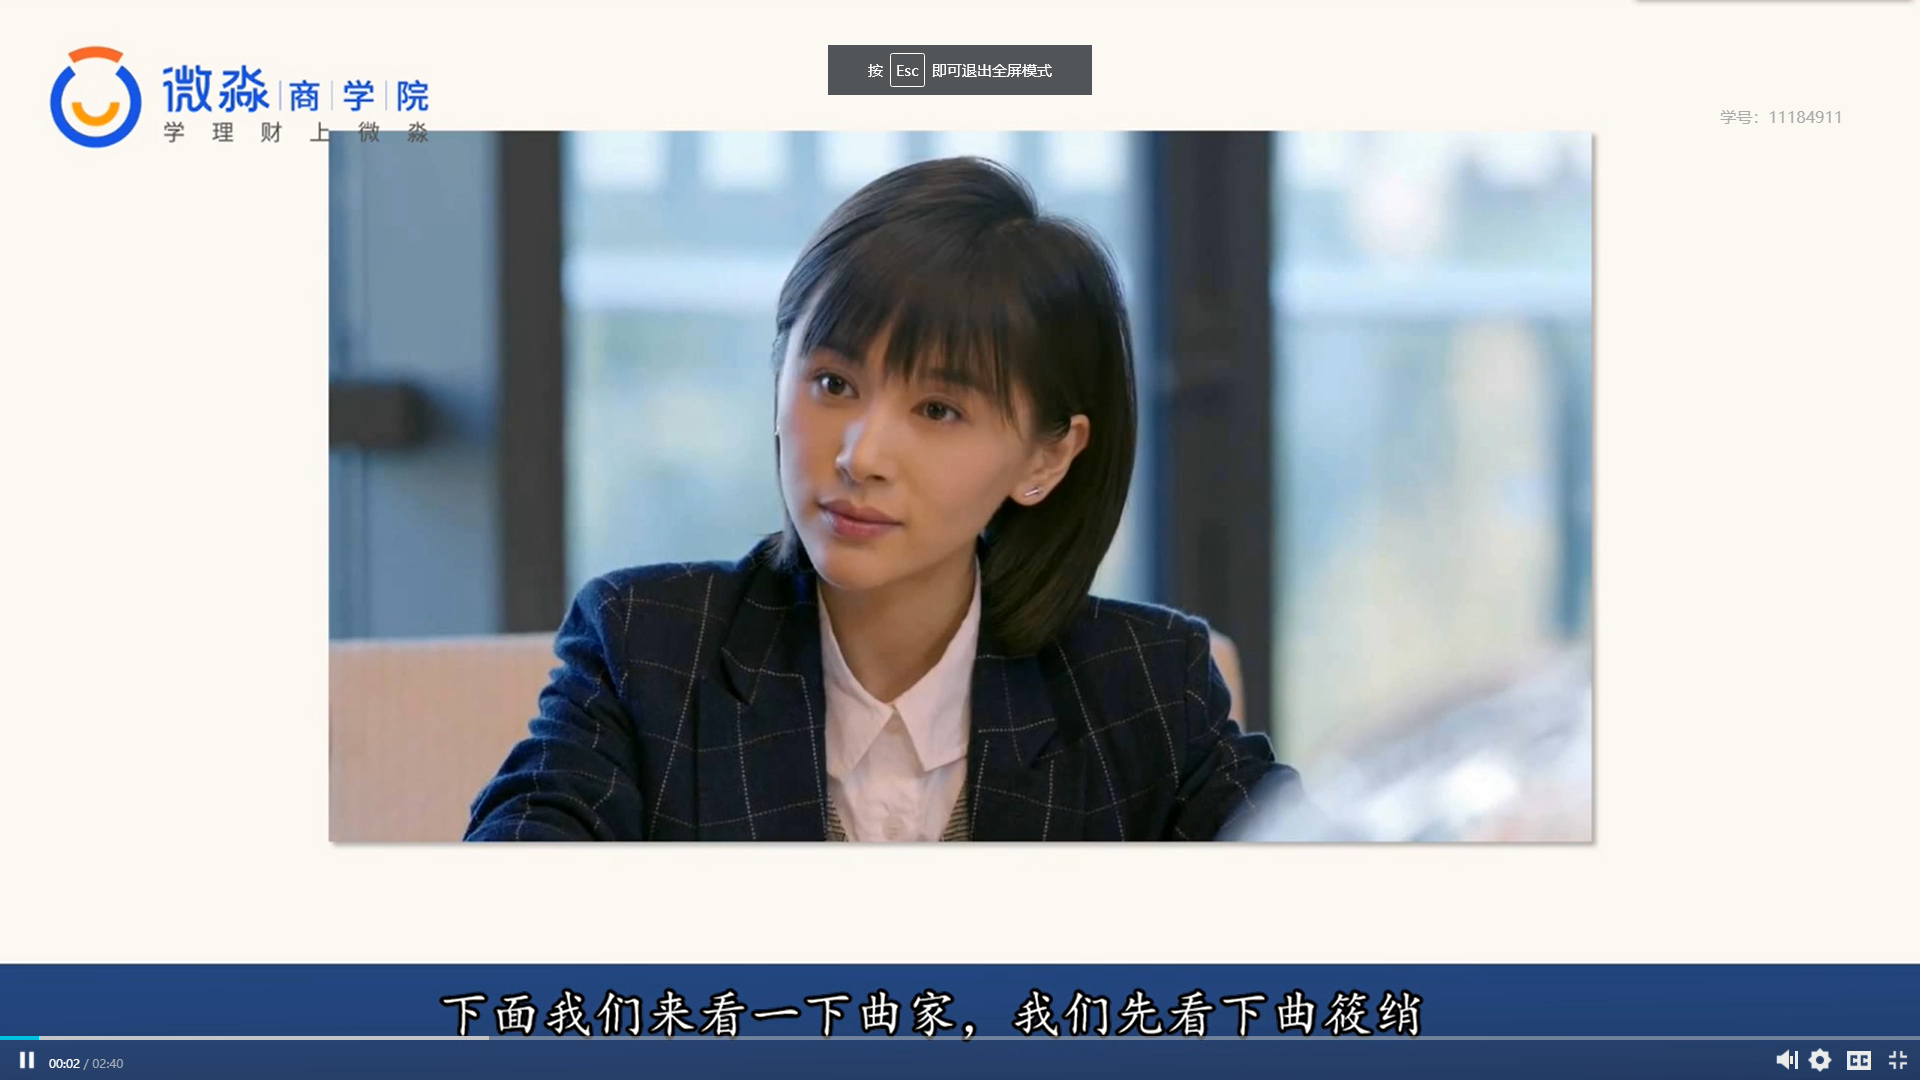 微淼 商 学 院
学 理 财 上 微 淼
按 Esc 即可退出全屏模式
学号：11184911
下面我们来看一下曲家，我们先看下曲筱绡
00:02 / 02:40
CC